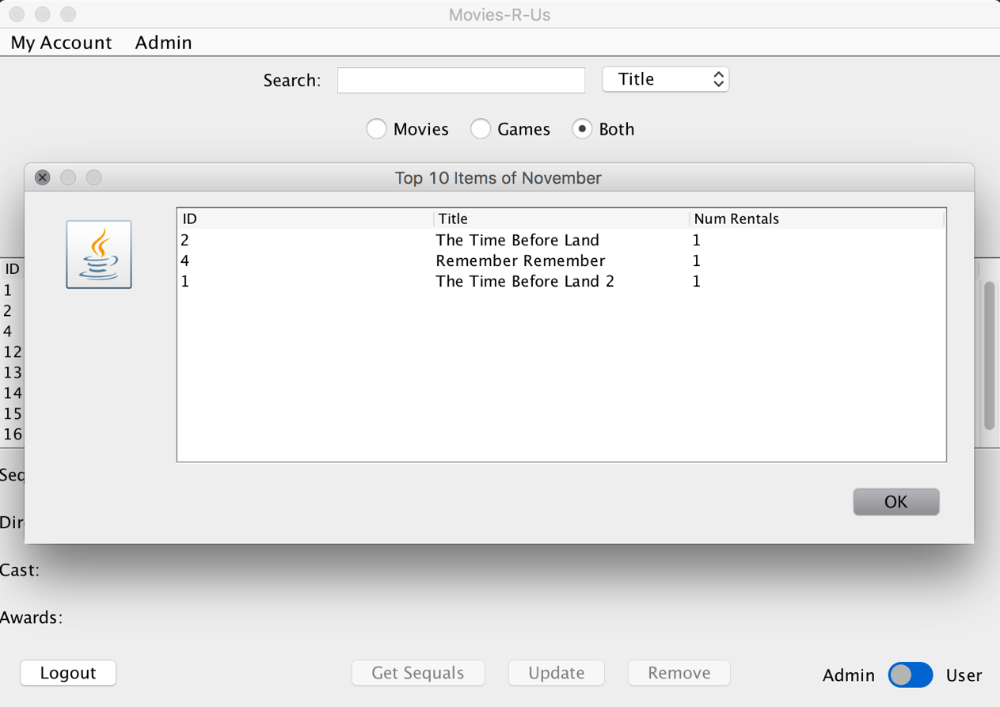 Movies-R-Us
My Account Admin
Search: Title
Movies Games Both
Top 10 Items of November
ID Title Num Rentals
2 The Time Before Land 1
4 Remember Remember 1
1 The Time Before Land 2 1
OK
ID
1
2
4
12
13
14
15
16
Seq
Dir
Cast:
Awards:
Logout Get Sequals Update Remove Admin User